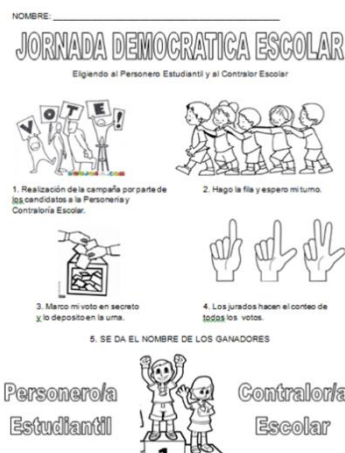 NOMBRE:
JORNADA DEMOCRATICA ESCOLAR
Eligiendo al Personero Estudiantil y al Contralor Escolar
VOTE!
1. Realización de la campaña por parte de
los candidatos a la Personeria y
Contraloría Escolar.
2. Hago la fila y espero mi turno.
3. Marco mi voto en secreto
y lo deposito en la urna.
4. Los jurados hacen el conteo de
todos los votos.
5. SE DA EL NOMBRE DE LOS GANADORES
Personero/a
Estudiantil
Contralor/a
Escolar
1